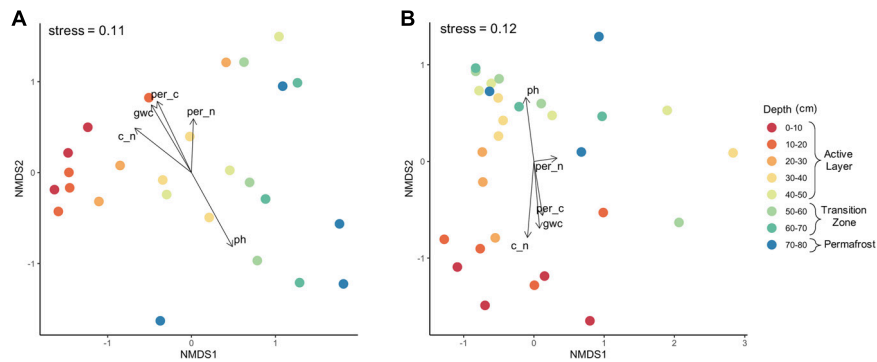 A
stress = 0.11
1
0
-1
NMDS2
per_c
gwc
per_n
c_n
ph
-1
0
1
NMDS1
B
stress = 0.12
1
0
-1
NMDS2
ph
per_n
per_c
gwc
c_n
-1
0
1
2
3
NMDS1
Depth (cm)
0-10
10-20
20-30
30-40
40-50
50-60
60-70
70-80
Active
Layer
Transition
Zone
Permafrost